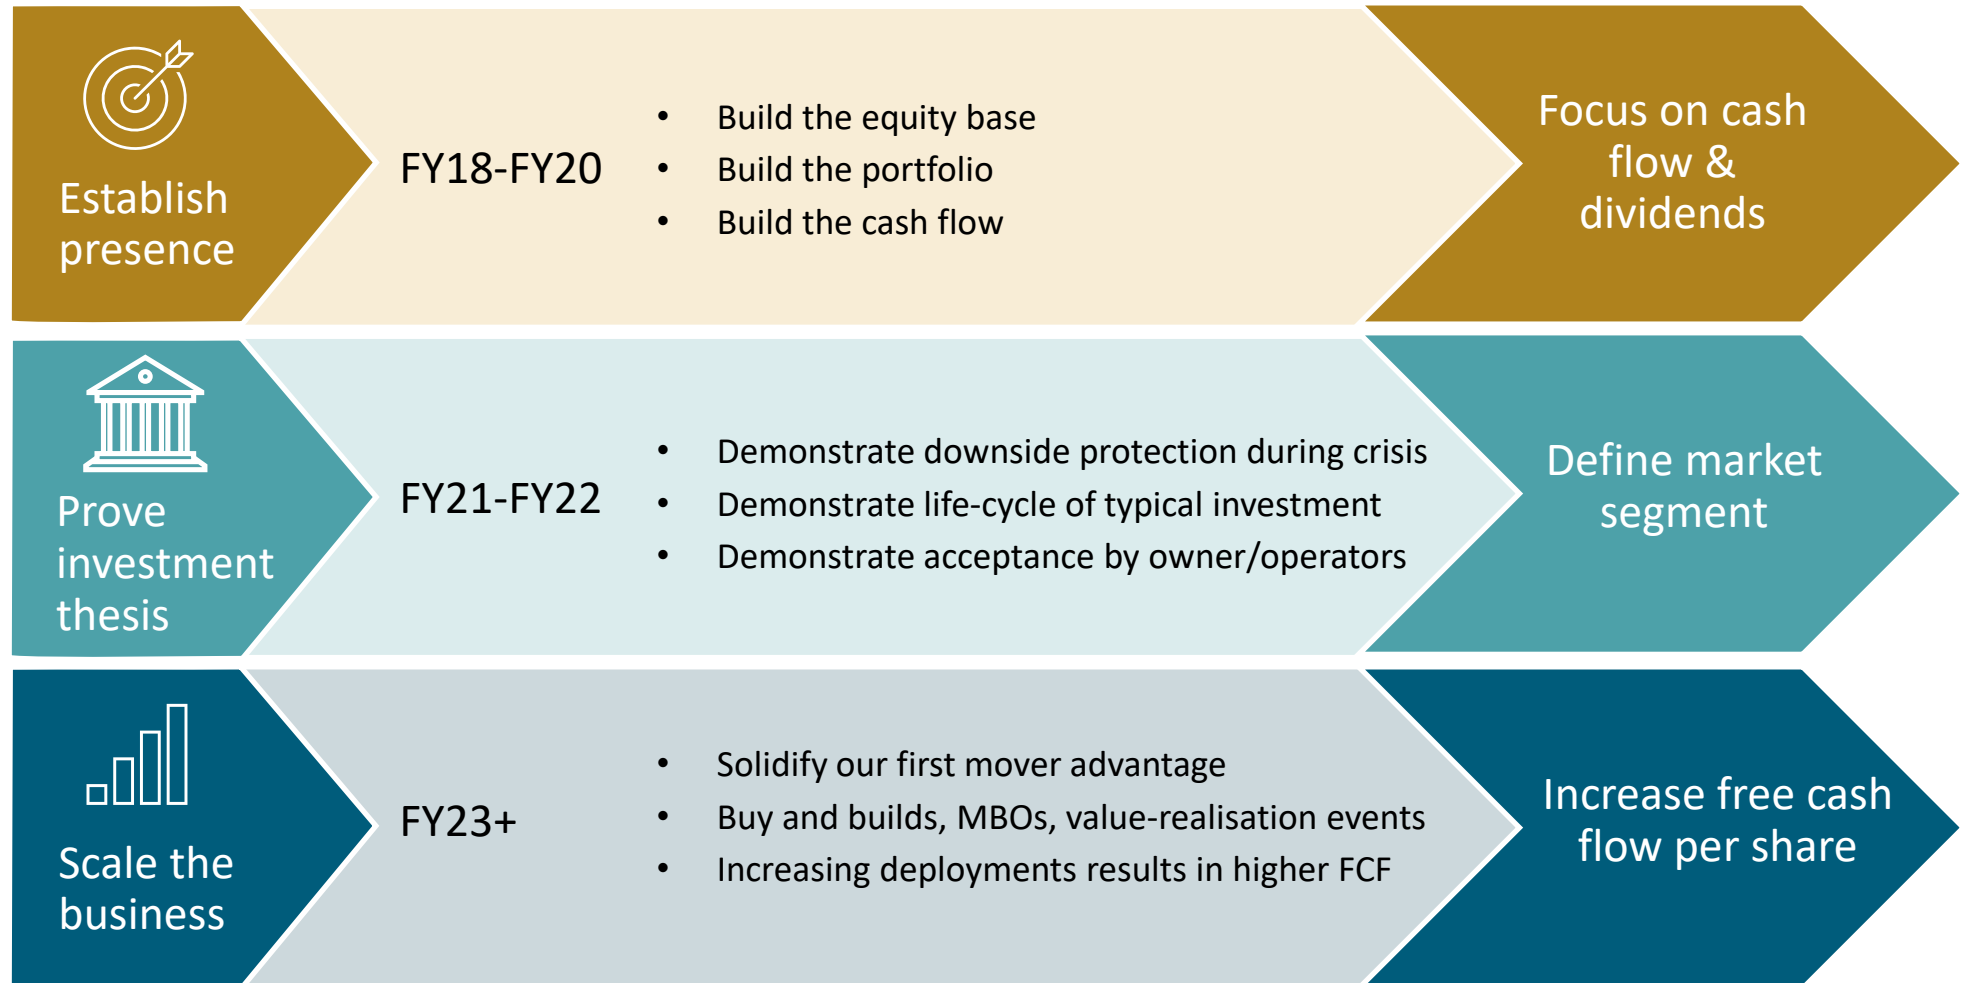 Establish
presence
FY18-FY20
• Build the equity base
• Build the portfolio
• Build the cash flow
Focus on cash
flow &
dividends
Prove
investment
thesis
FY21-FY22
• Demonstrate downside protection during crisis
• Demonstrate life-cycle of typical investment
• Demonstrate acceptance by owner/operators
Define market
segment
Scale the
business
FY23+
• Solidify our first mover advantage
• Buy and builds, MBOs, value-realisation events
• Increasing deployments results in higher FCF
Increase free cash
flow per share